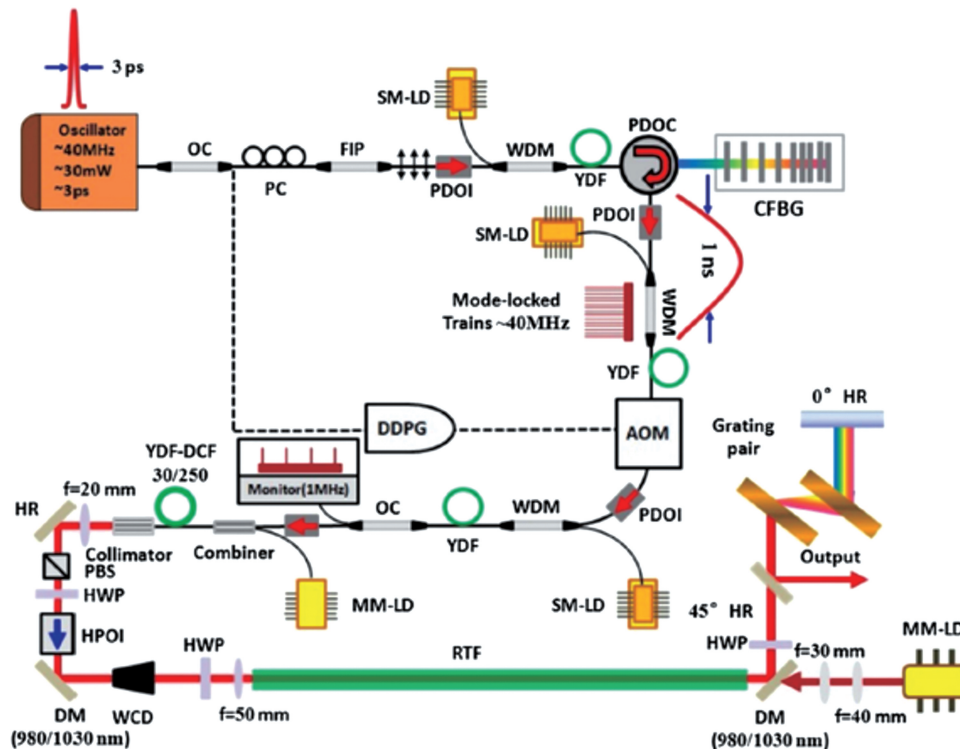 3 ps
Oscillator
~40MHz
~30mW
~3ps
OC
PC
FIP
PDOI
SM-LD
WDM
YDF
PDOC
CFBG
PDOI
SM-LD
1 ns
WDM
Mode-locked
Trains ~40MHz
YDF
AOM
DDPG
0° HR
Grating
pair
YDF-DCF
30/250
Monitor(1MHz)
f=20 mm
HR
Collimator
Combiner
OC
YDF
WDM
PDOI
PBS
HWP
MM-LD
SM-LD
Output
45° HR
HPOI
HWP
RTF
HWP
f=30 mm
MM-LD
DM
(980/1030 nm)
WCD
f=50 mm
DM
(980/1030 nm)
f=40 mm